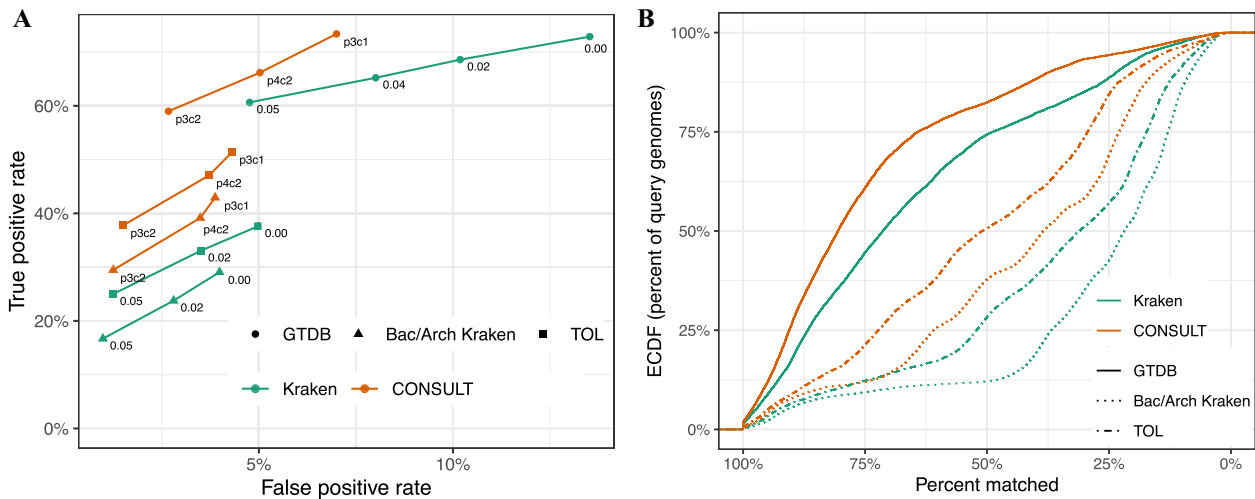 A
True positive rate
60%
40%
20%
0%
p3c1
p4c2
p3c2
0.00
0.02
0.04
0.05
p3c1
p4c2
p3c2
p3c1
p4c2
p3c2
0.00
0.02
0.05
0.00
0.02
0.05
GTDB Bac/Arch Kraken TOL
Kraken CONSULT
5% 10%
False positive rate
B
ECDF (percent of query genomes)
100%
75%
50%
25%
0%
Kraken
CONSULT
GTDB
Bac/Arch Kraken
TOL
100% 75% 50% 25% 0%
Percent matched